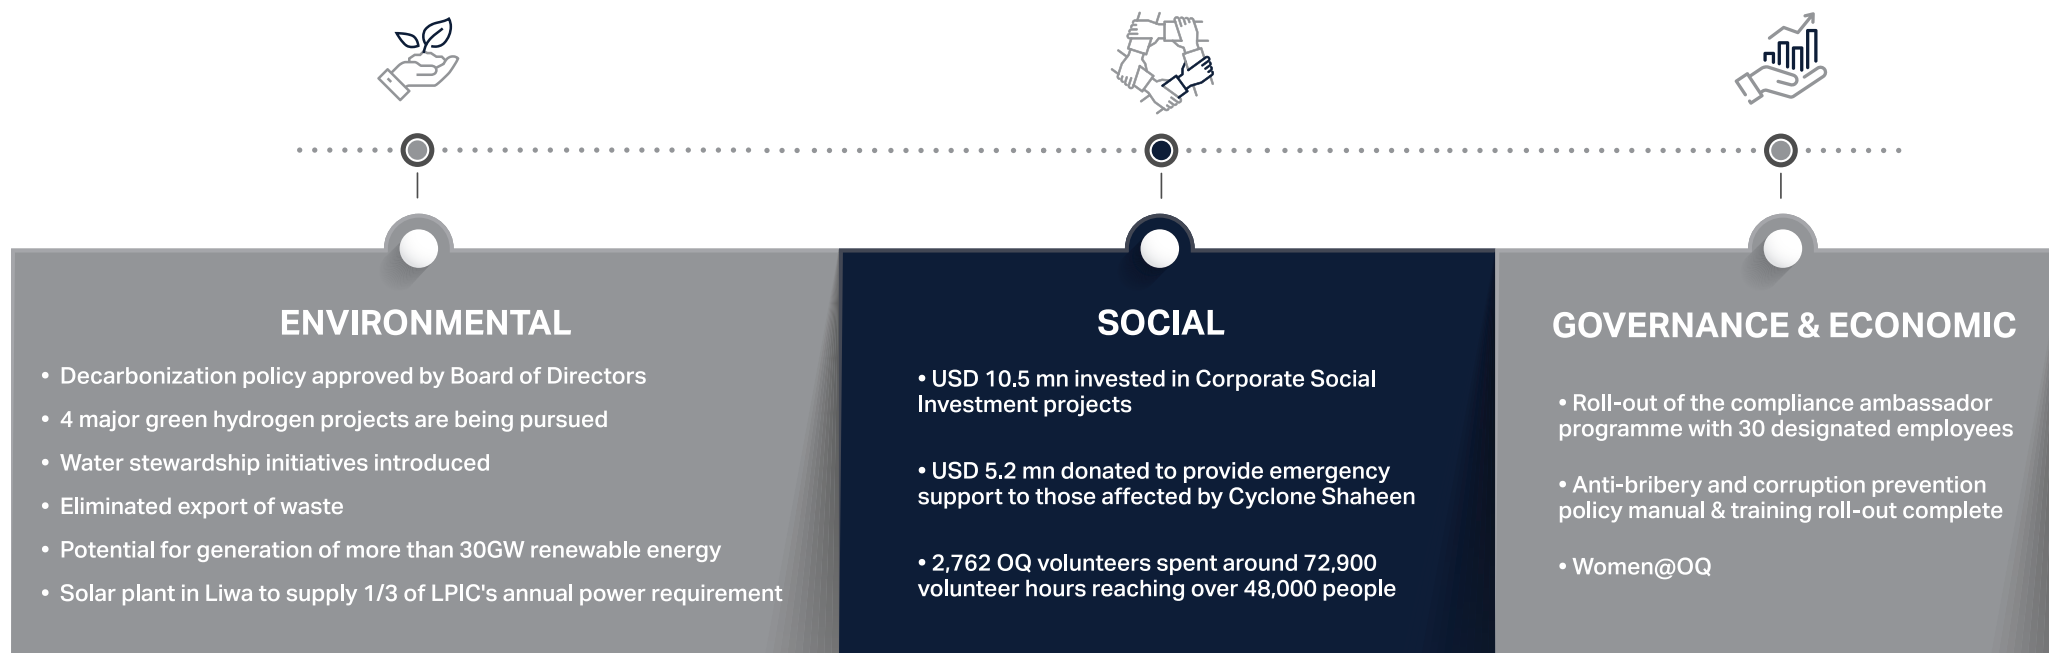 ENVIRONMENTAL
• Decarbonization policy approved by Board of Directors
• 4 major green hydrogen projects are being pursued
• Water stewardship initiatives introduced
• Eliminated export of waste
• Potential for generation of more than 30GW renewable energy
• Solar plant in Liwa to supply 1/3 of LPIC's annual power requirement
SOCIAL
• USD 10.5 mn invested in Corporate Social
Investment projects
• USD 5.2 mn donated to provide emergency
support to those affected by Cyclone Shaheen
• 2,762 OQ volunteers spent around 72,900
volunteer hours reaching over 48,000 people
GOVERNANCE & ECONOMIC
• Roll-out of the compliance ambassador
programme with 30 designated employees
• Anti-bribery and corruption prevention
policy manual & training roll-out complete
• Women@OQ